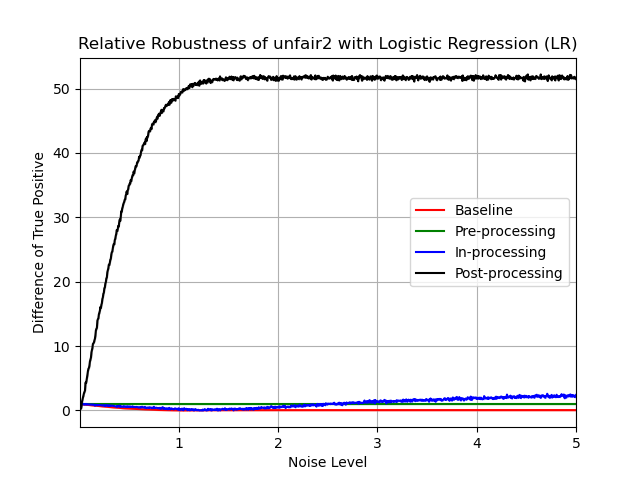 Relative Robustness of unfair2 with Logistic Regression (LR)
Difference of True Positive
50
40
30
20
10
0
Baseline
Pre-processing
In-processing
Post-processing
1 2 3 4 5
Noise Level